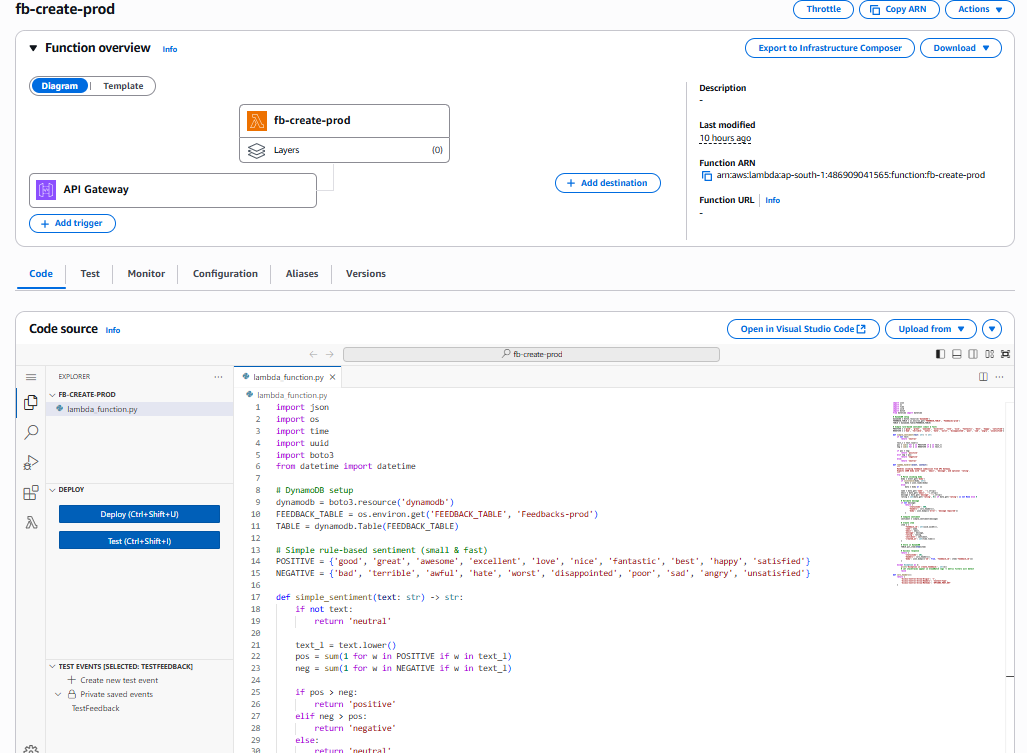 fb-create-prod
Throttle
Copy ARN
Actions
Function overview Info
Export to Infrastructure Composer
Download
Diagram
Template
fb-create-prod
Layers (0)
API Gateway
+ Add destination
+ Add trigger
Description
-
Last modified
10 hours ago
Function ARN
arn:aws:lambda:ap-south-1:486909041565:function:fb-create-prod
Function URL Info
-
Code
Test
Monitor
Configuration
Aliases
Versions
Code source Info
Open in Visual Studio Code
Upload from
fb-create-prod
EXPLORER
FB-CREATE-PROD
lambda_function.py
DEPLOY
Deploy (Ctrl+Shift+U)
Test (Ctrl+Shift+I)
TEST EVENTS [SELECTED: TESTFEEDBACK]
+ Create new test event
Private saved events
TestFeedback
lambda_function.py
lambda_function.py
1 import json
2 import os
3 import time
4 import uuid
5 import boto3
6 from datetime import datetime
7
8 # DynamoDB setup
9 dynamodb = boto3.resource('dynamodb')
10 FEEDBACK_TABLE = os.environ.get('FEEDBACK_TABLE', 'Feedbacks-prod')
11 TABLE = dynamodb.Table(FEEDBACK_TABLE)
12
13 # Simple rule-based sentiment (small & fast)
14 POSITIVE = {'good', 'great', 'awesome', 'excellent', 'love', 'nice', 'fantastic', 'best', 'happy', 'satisfied'}
15 NEGATIVE = {'bad', 'terrible', 'awful', 'hate', 'worst', 'disappointed', 'poor', 'sad', 'angry', 'unsatisfied'}
16
17 def simple_sentiment(text: str) -> str:
18 if not text:
19 return 'neutral'
20
21 text_l = text.lower()
22 pos = sum(1 for w in POSITIVE if w in text_l)
23 neg = sum(1 for w in NEGATIVE if w in text_l)
24
25 if pos > neg:
26 return 'positive'
27 elif neg > pos:
28 return 'negative'
29 else:
30 return 'neutral'